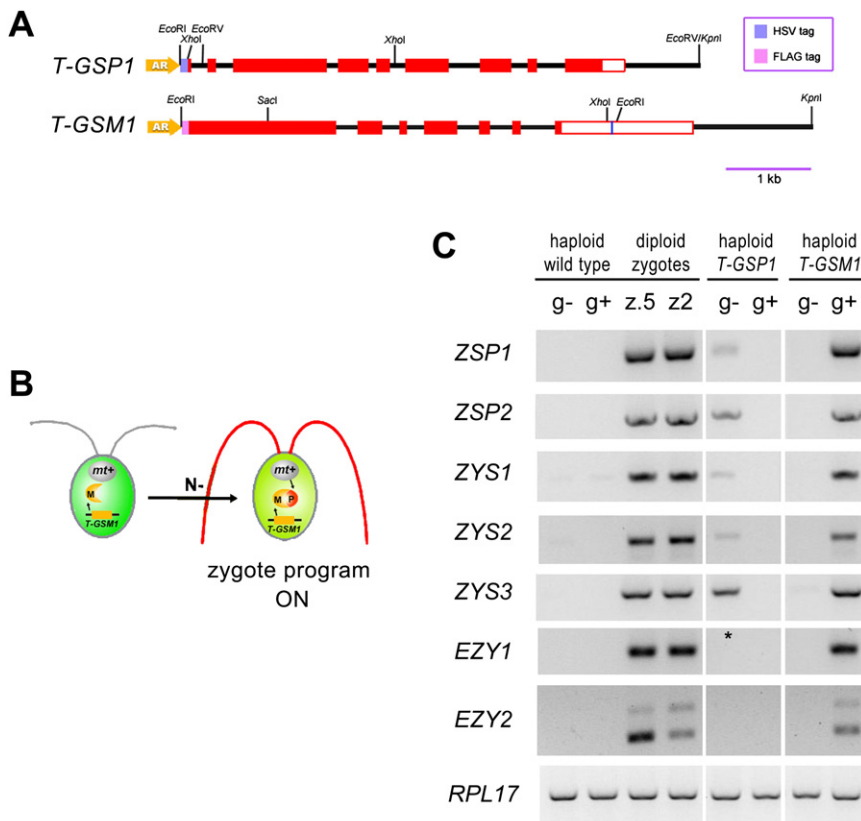 A
EcoRI
XhoI
EcoRV
XhoI
EcoRV/KpnI
AR
T-GSP1
HSV tag
FLAG tag
EcoRI
SacI
XhoI
EcoRI
KpnI
AR
T-GSM1
1 kb
B
mt+
M
T-GSM1
N-
mt+
M
P
T-GSM1
zygote program
ON
C
haploid wild type
diploid zygotes
haploid T-GSP1
haploid T-GSM1
g- g+ z.5 z2 g- g+ g- g+
ZSP1
ZSP2
ZYS1
ZYS2
ZYS3
EZY1
*
EZY2
RPL17